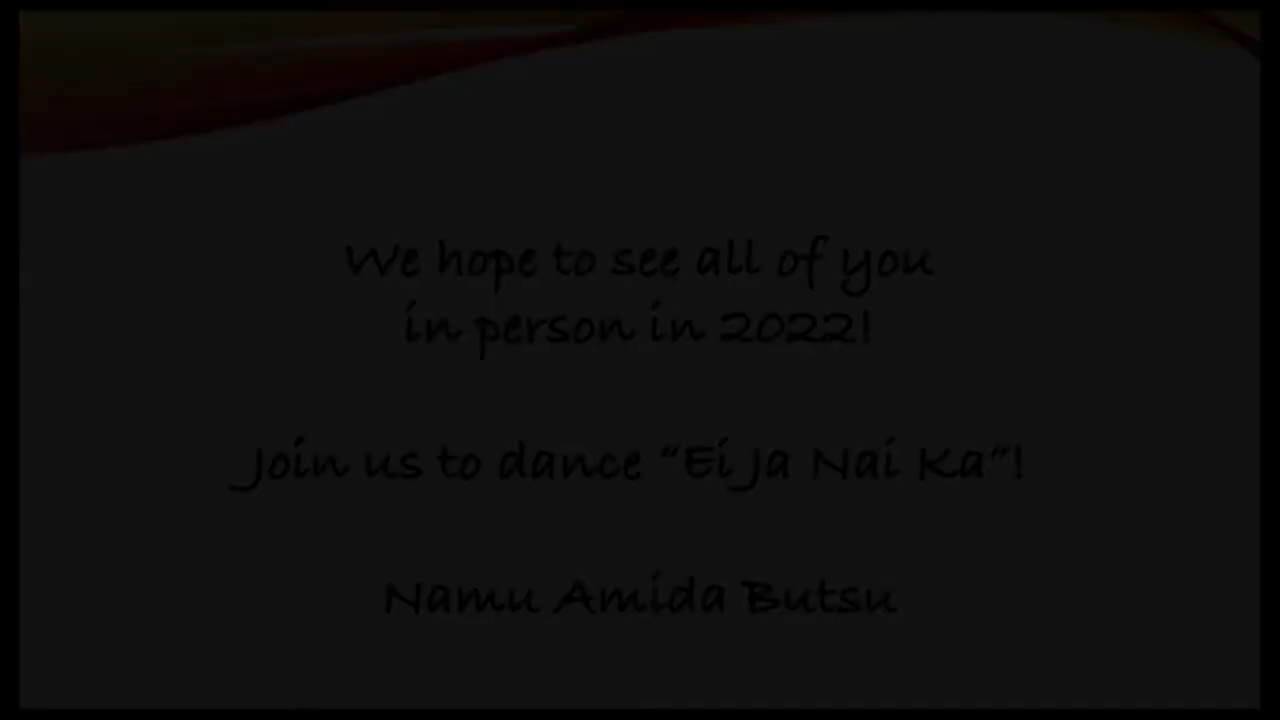 We hope to see all of you
in person in 2022!
Join us to dance “Ei Ja Nai Ka”!
Namu Amida Butsu